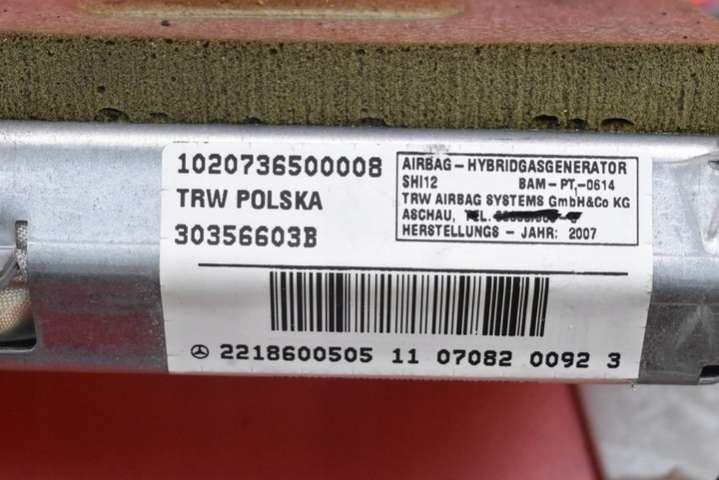 1020736500008
TRW POLSKA
30356603B
AIRBAG - HYBRIDGASGENERATOR
SHI12 BAM - PT.-0614
TRW AIRBAG SYSTEMS GmbH&Co KG
ASCHAU, TEL.
HERSTELLUNGS - JAHR: 2007
2218600505 11 07082 0092 3